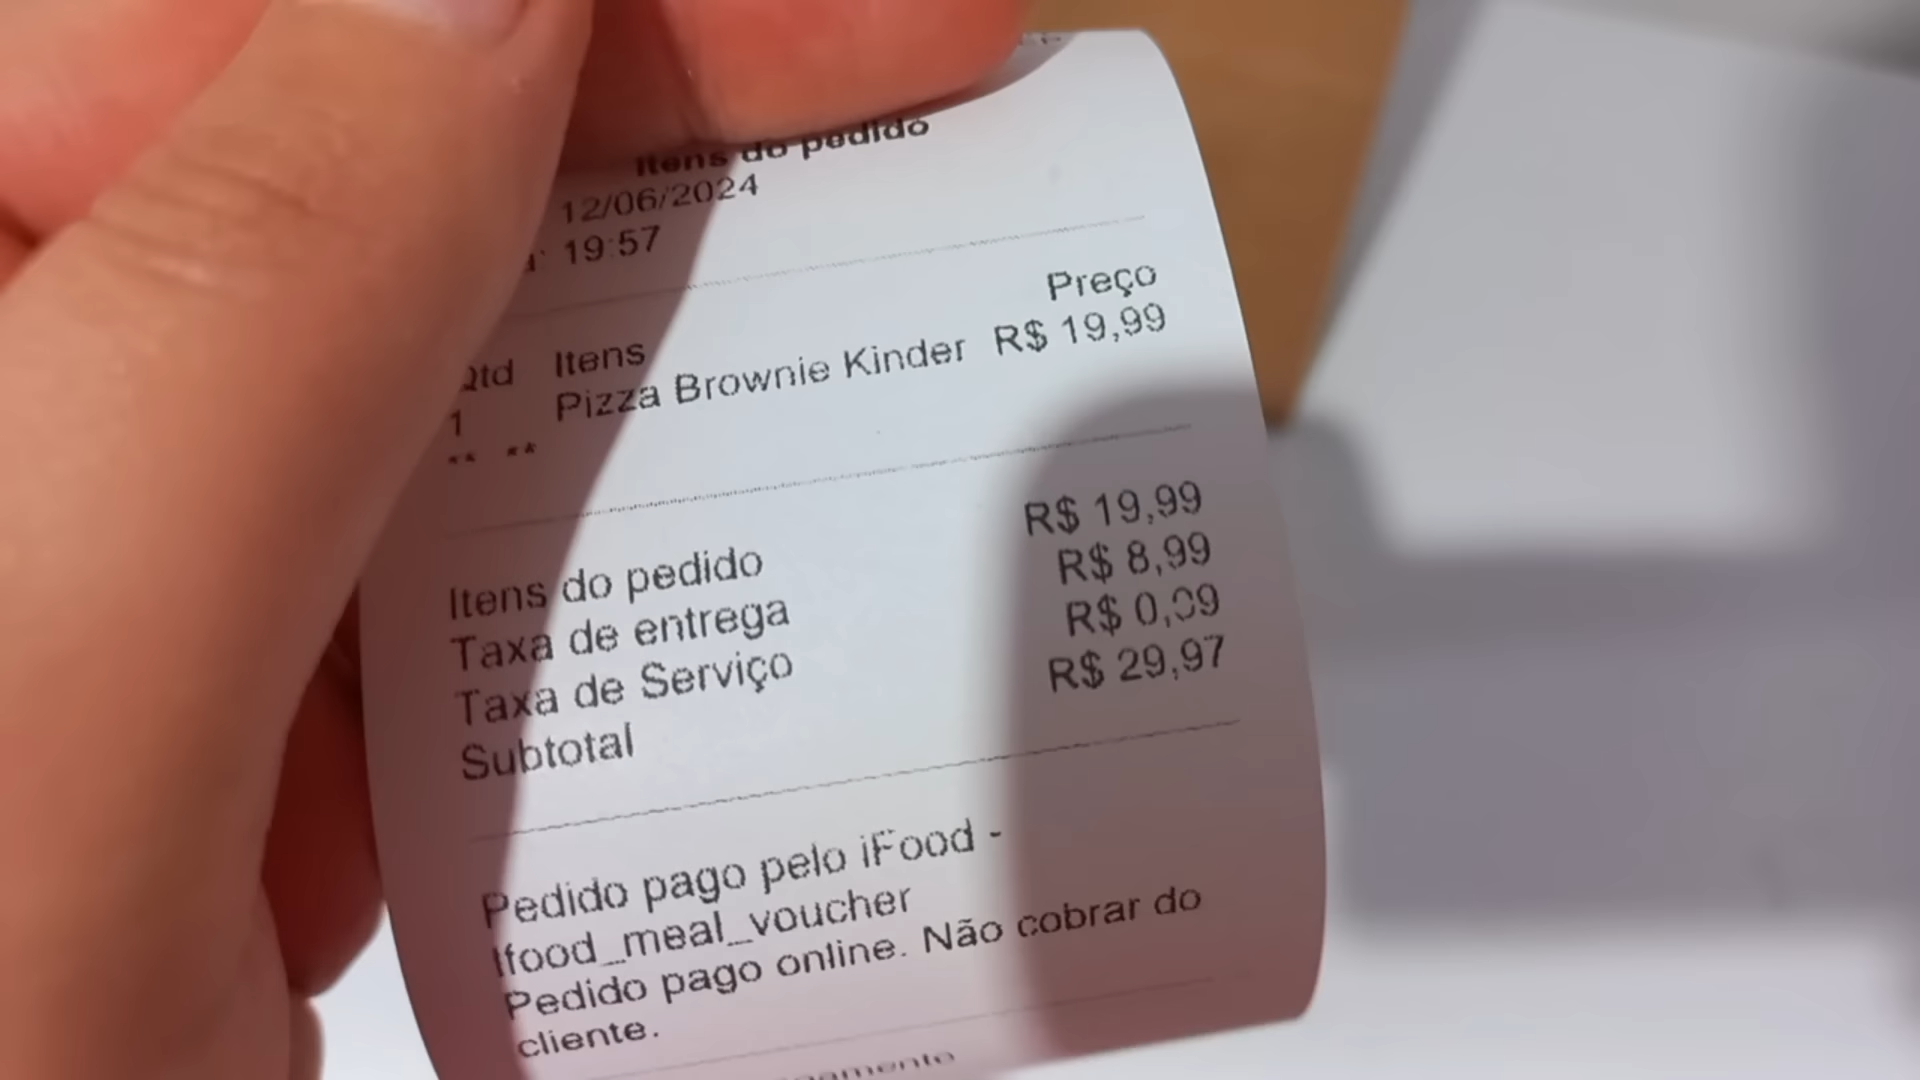 Itens do pedido
12/06/2024
19:57
Qtd Itens Preço
1 Pizza Brownie Kinder R$ 19,99
** **
Itens do pedido R$ 19,99
Taxa de entrega R$ 8,99
Taxa de Serviço R$ 0,99
Subtotal R$ 29,97
Pedido pago pelo iFood -
Ifood_meal_voucher
Pedido pago online. Não cobrar do
cliente.